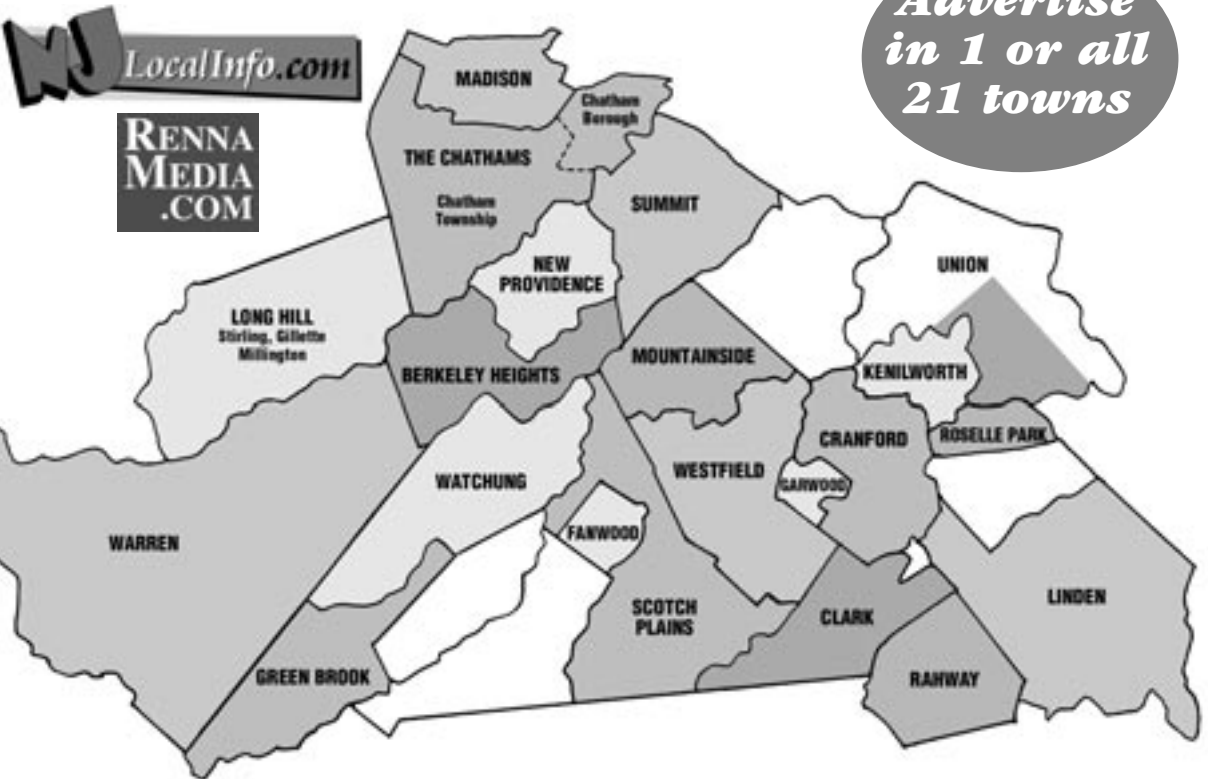 NJ LocalInfo.com
RENNA
MEDIA
.COM
Advertise
in 1 or all
21 towns
MADISON
Chatham
Borough
THE CHATHAMS
Chatham
Township
SUMMIT
NEW
PROVIDENCE
UNION
LONG HILL
Stirling, Gillette
Millington
BERKELEY HEIGHTS
MOUNTAINSIDE
KENILWORTH
CRANFORD
ROSELLE PARK
WATCHUNG
WESTFIELD
GARWOOD
FANWOOD
WARREN
SCOTCH
PLAINS
CLARK
LINDEN
GREEN BROOK
RAHWAY